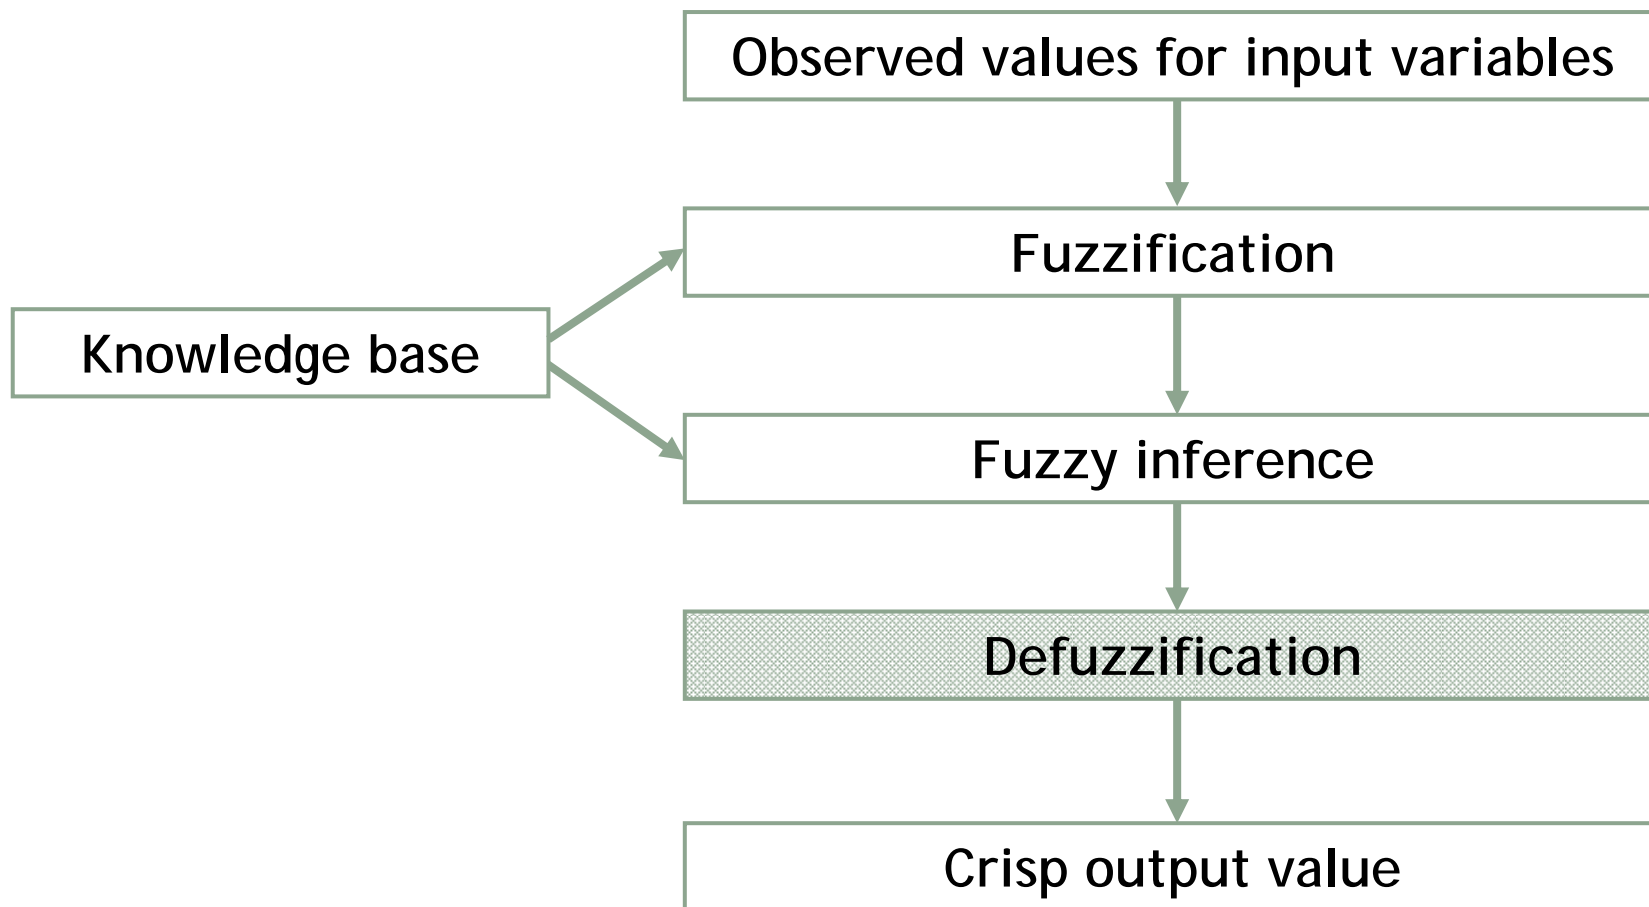 Observed values for input variables
Fuzzification
Knowledge base
Fuzzy inference
Defuzzification
Crisp output value